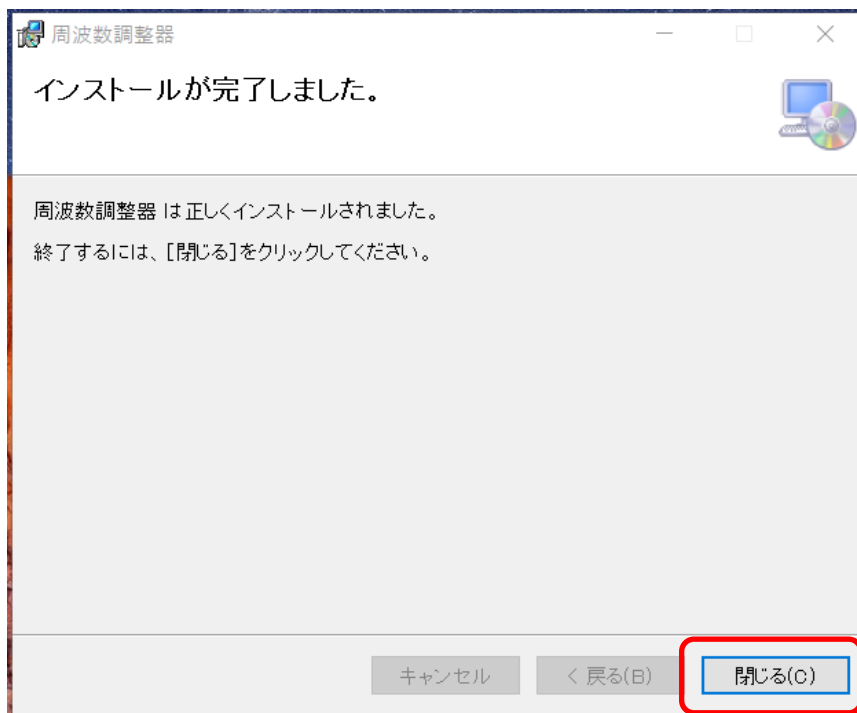 周波数調整器
インストールが完了しました。
周波数調整器 は正しくインストールされました。
終了するには、[閉じる]をクリックしてください。
キャンセル
< 戻る(B)
閉じる(C)